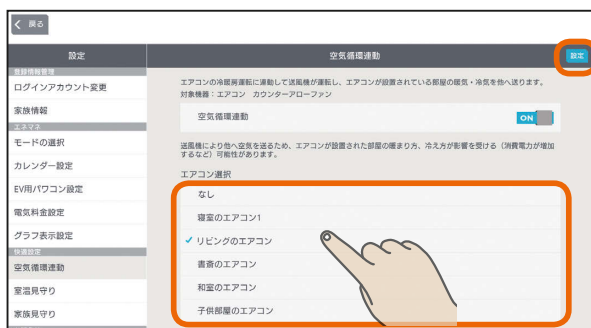 戻る
設定
空気循環連動
設定
登録情報管理
ログインアカウント変更
家族情報
エネマネ
モードの選択
カレンダー設定
EV用パワコン設定
電気料金設定
グラフ表示設定
快適設定
空気循環連動
室温見守り
家族見守り
エアコンの冷暖房運転に連動して送風機が運転し、エアコンが設置されている部屋の暖気・冷気を他へ送ります。
対象機器:エアコン カウンターアローファン
空気循環連動
ON
送風機により他へ空気を送るため、エアコンが設置された部屋の暖まり方、冷え方が影響を受ける(消費電力が増加
するなど)可能性があります。
エアコン選択
なし
寝室のエアコン1
リビングのエアコン
書斎のエアコン
和室のエアコン
子供部屋のエアコン